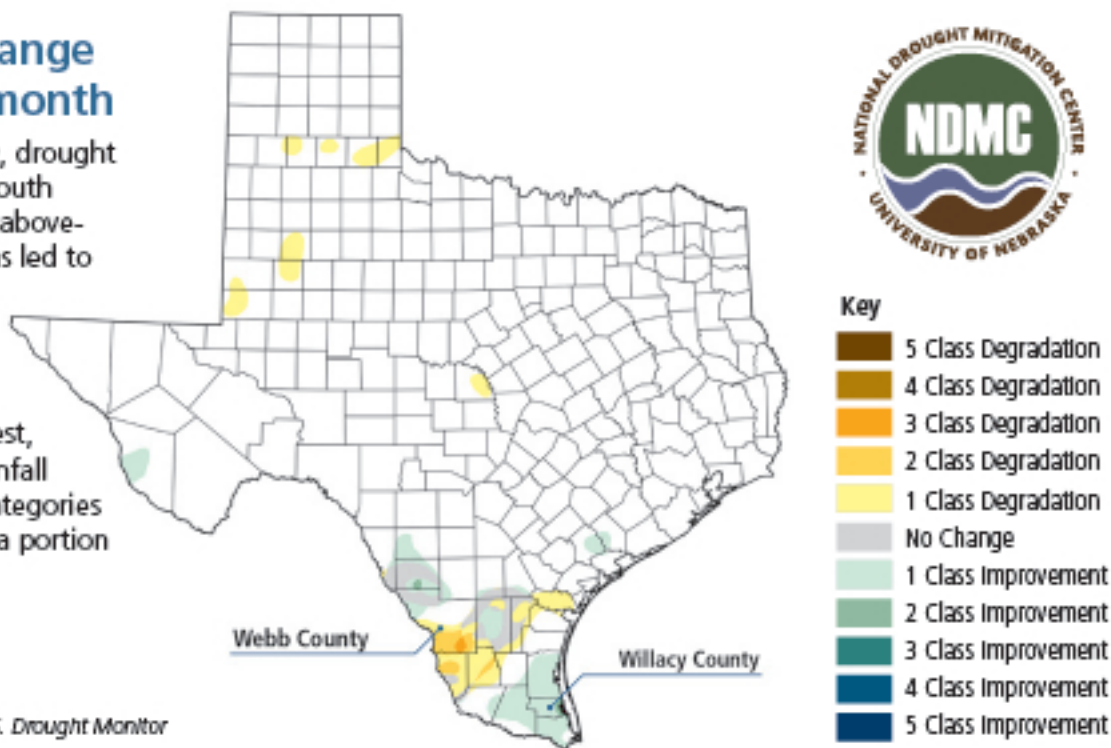 ange
month
, drought
outh
above-
s led to
est,
nfall
ategories
a portion
Webb County
Willacy County
. Drought Monitor
NATIONAL DROUGHT MITIGATION CENTER
NDMC
UNIVERSITY OF NEBRASKA
Key
5 Class Degradation
4 Class Degradation
3 Class Degradation
2 Class Degradation
1 Class Degradation
No Change
1 Class Improvement
2 Class Improvement
3 Class Improvement
4 Class Improvement
5 Class Improvement